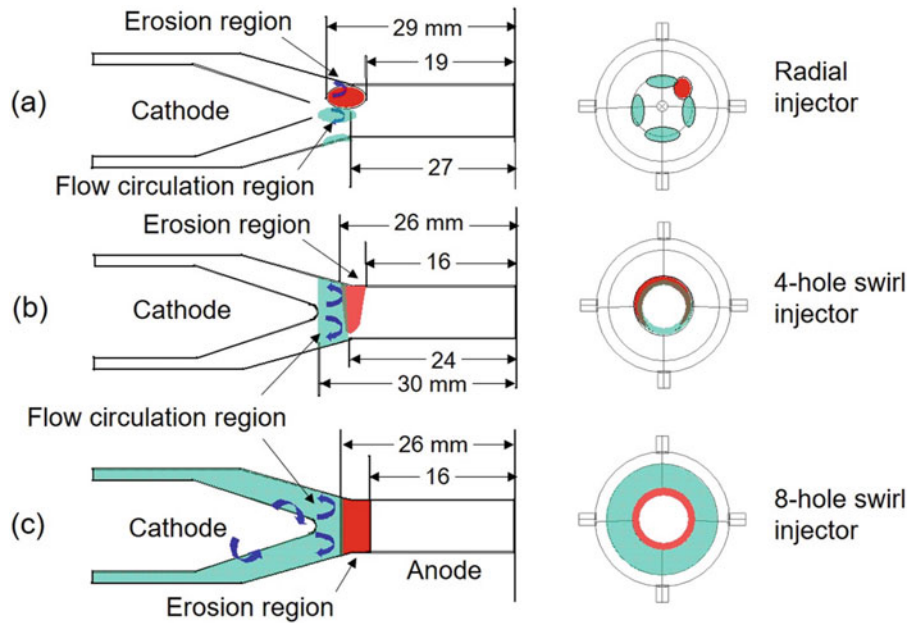 Erosion region
29 mm
19
(a)
Cathode
Radial
injector
27
Flow circulation region
Erosion region
26 mm
16
(b)
Cathode
4-hole swirl
injector
24
30 mm
Flow circulation region
26 mm
16
(c)
Cathode
8-hole swirl
injector
Anode
Erosion region